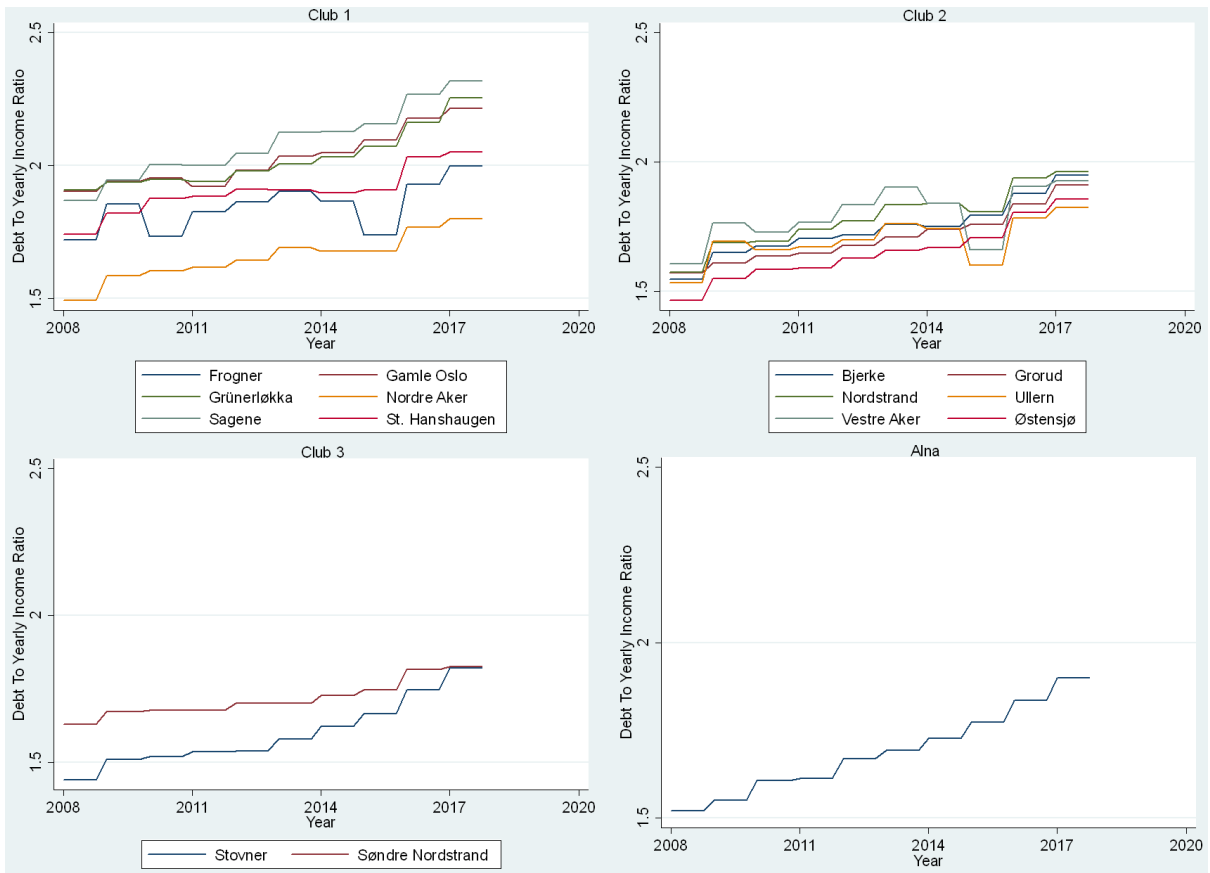 Club 1
Debt To Yearly Income Ratio
2.5
2
1.5
2008 2011 2014 2017 2020
Year
Frogner Gamle Oslo
Grünerløkka Nordre Aker
Sagene St. Hanshaugen
Club 2
Debt To Yearly Income Ratio
2.5
2
1.5
2008 2011 2014 2017 2020
Year
Bjerke Grorud
Nordstrand Ullern
Vestre Aker Østensjø
Club 3
Debt To Yearly Income Ratio
2.5
2
1.5
2008 2011 2014 2017 2020
Year
Stovner Søndre Nordstrand
Alna
Debt To Yearly Income Ratio
2.5
2
1.5
2008 2011 2014 2017 2020
Year